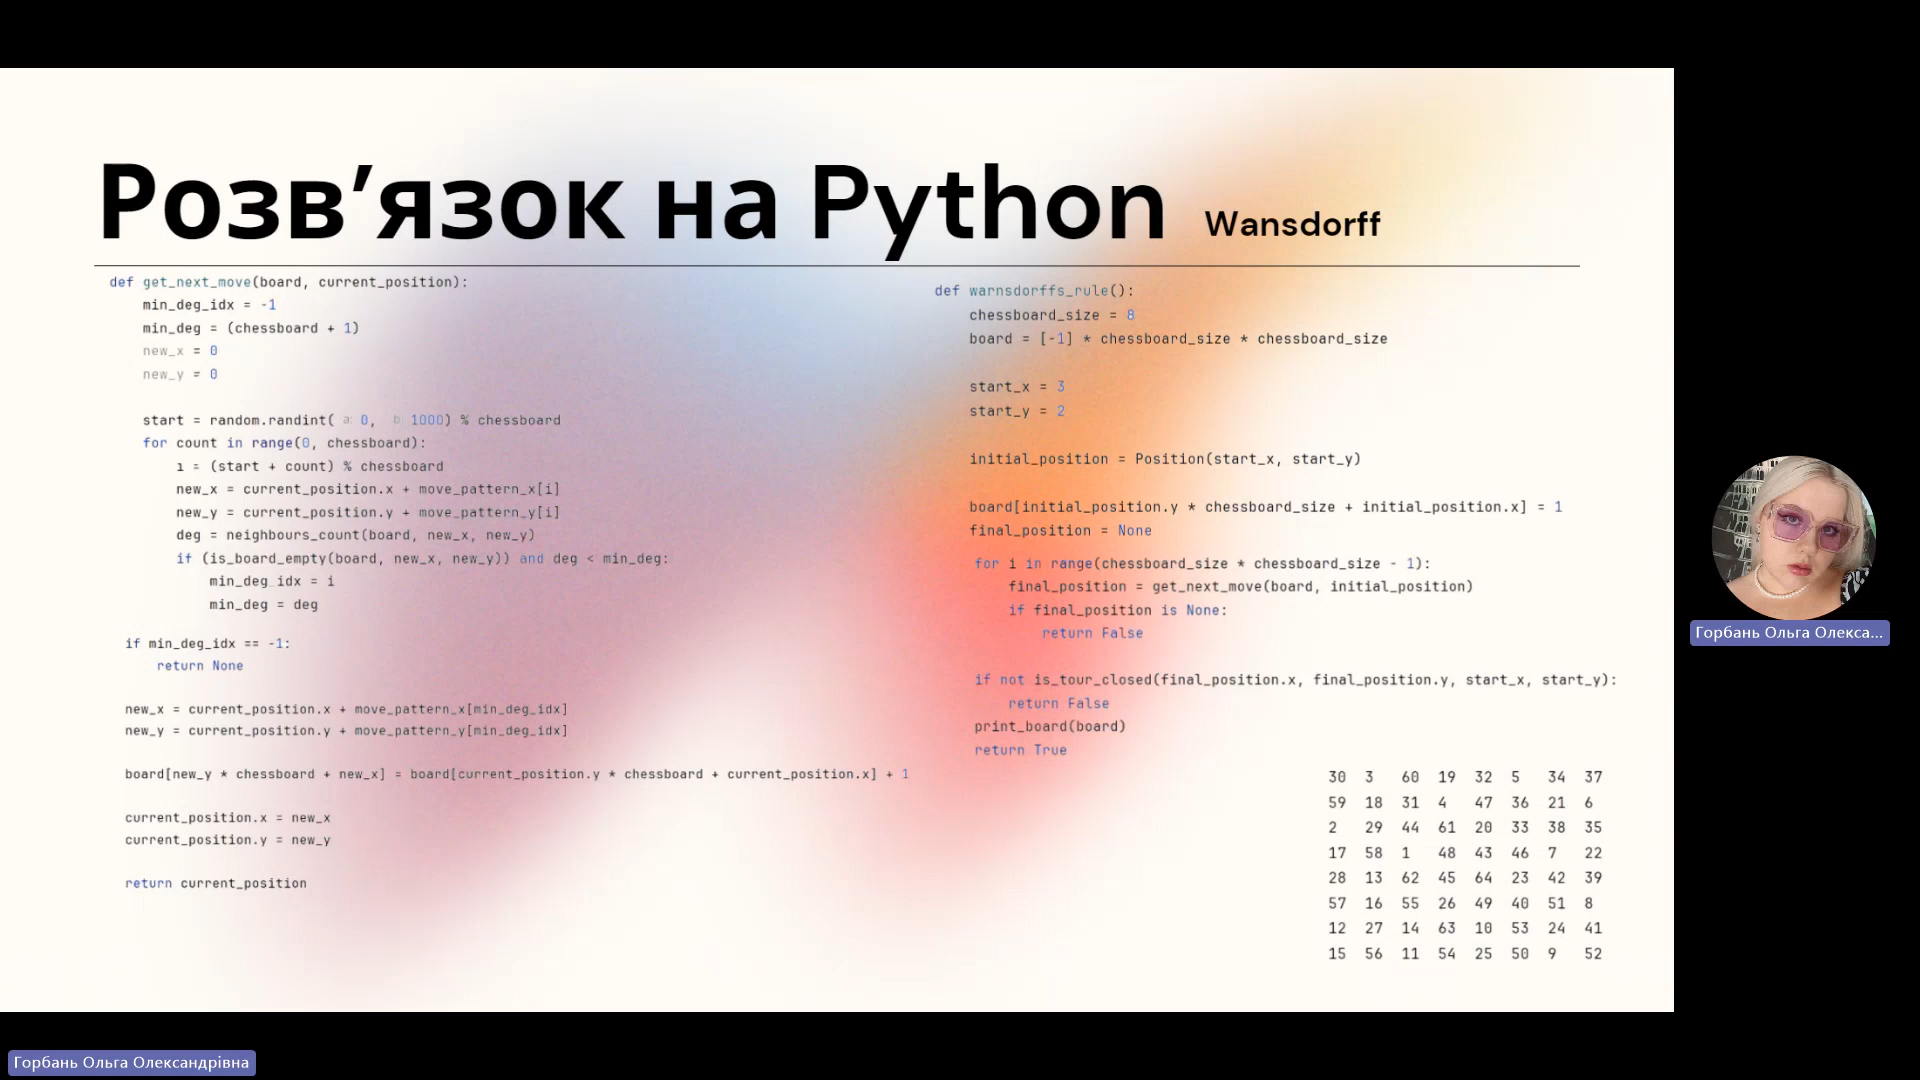 Розв’язок на Python Wansdorff
def get_next_move(board, current_position):
    min_deg_idx = -1
    min_deg = (chessboard + 1)
    new_x = 0
    new_y = 0
    start = random.randint( a: 0,  b: 1000) % chessboard
    for count in range(0, chessboard):
        i = (start + count) % chessboard
        new_x = current_position.x + move_pattern_x[i]
        new_y = current_position.y + move_pattern_y[i]
        deg = neighbours_count(board, new_x, new_y)
        if (is_board_empty(board, new_x, new_y)) and deg < min_deg:
            min_deg_idx = i
            min_deg = deg
    if min_deg_idx == -1:
        return None
    new_x = current_position.x + move_pattern_x[min_deg_idx]
    new_y = current_position.y + move_pattern_y[min_deg_idx]
    board[new_y * chessboard + new_x] = board[current_position.y * chessboard + current_position.x] + 1
    current_position.x = new_x
    current_position.y = new_y
    return current_position
def warnsdorffs_rule():
    chessboard_size = 8
    board = [-1] * chessboard_size * chessboard_size
    start_x = 3
    start_y = 2
    initial_position = Position(start_x, start_y)
    board[initial_position.y * chessboard_size + initial_position.x] = 1
    final_position = None
    for i in range(chessboard_size * chessboard_size - 1):
        final_position = get_next_move(board, initial_position)
        if final_position is None:
            return False
    if not is_tour_closed(final_position.x, final_position.y, start_x, start_y):
        return False
    print_board(board)
    return True
30 3 60 19 32 5 34 37
59 18 31 4 47 36 21 6
2 29 44 61 20 33 38 35
17 58 1 48 43 46 7 22
28 13 62 45 64 23 42 39
57 16 55 26 49 40 51 8
12 27 14 63 10 53 24 41
15 56 11 54 25 50 9 52
Горбань Ольга Олекса...
Горбань Ольга Олександрівна